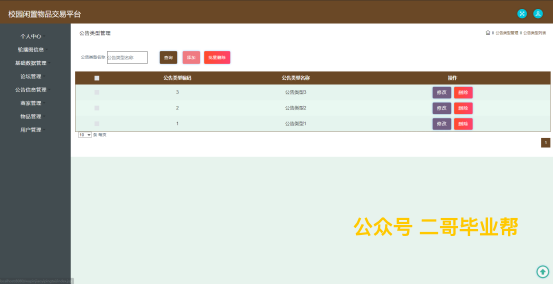 校园闲置物品交易平台
公告类型管理
公告类型管理 公告类型列表
个人中心
轮播图信息
基础数据管理
论坛管理
公告信息管理
商家管理
物品管理
用户管理
公告类型名称 公告类型名称 查询 添加 批量删除
公告类型编码 公告类型名称 操作
3 公告类型3 修改 删除
2 公告类型2 修改 删除
1 公告类型1 修改 删除
10 条 每页
1
公众号 二哥毕业帮